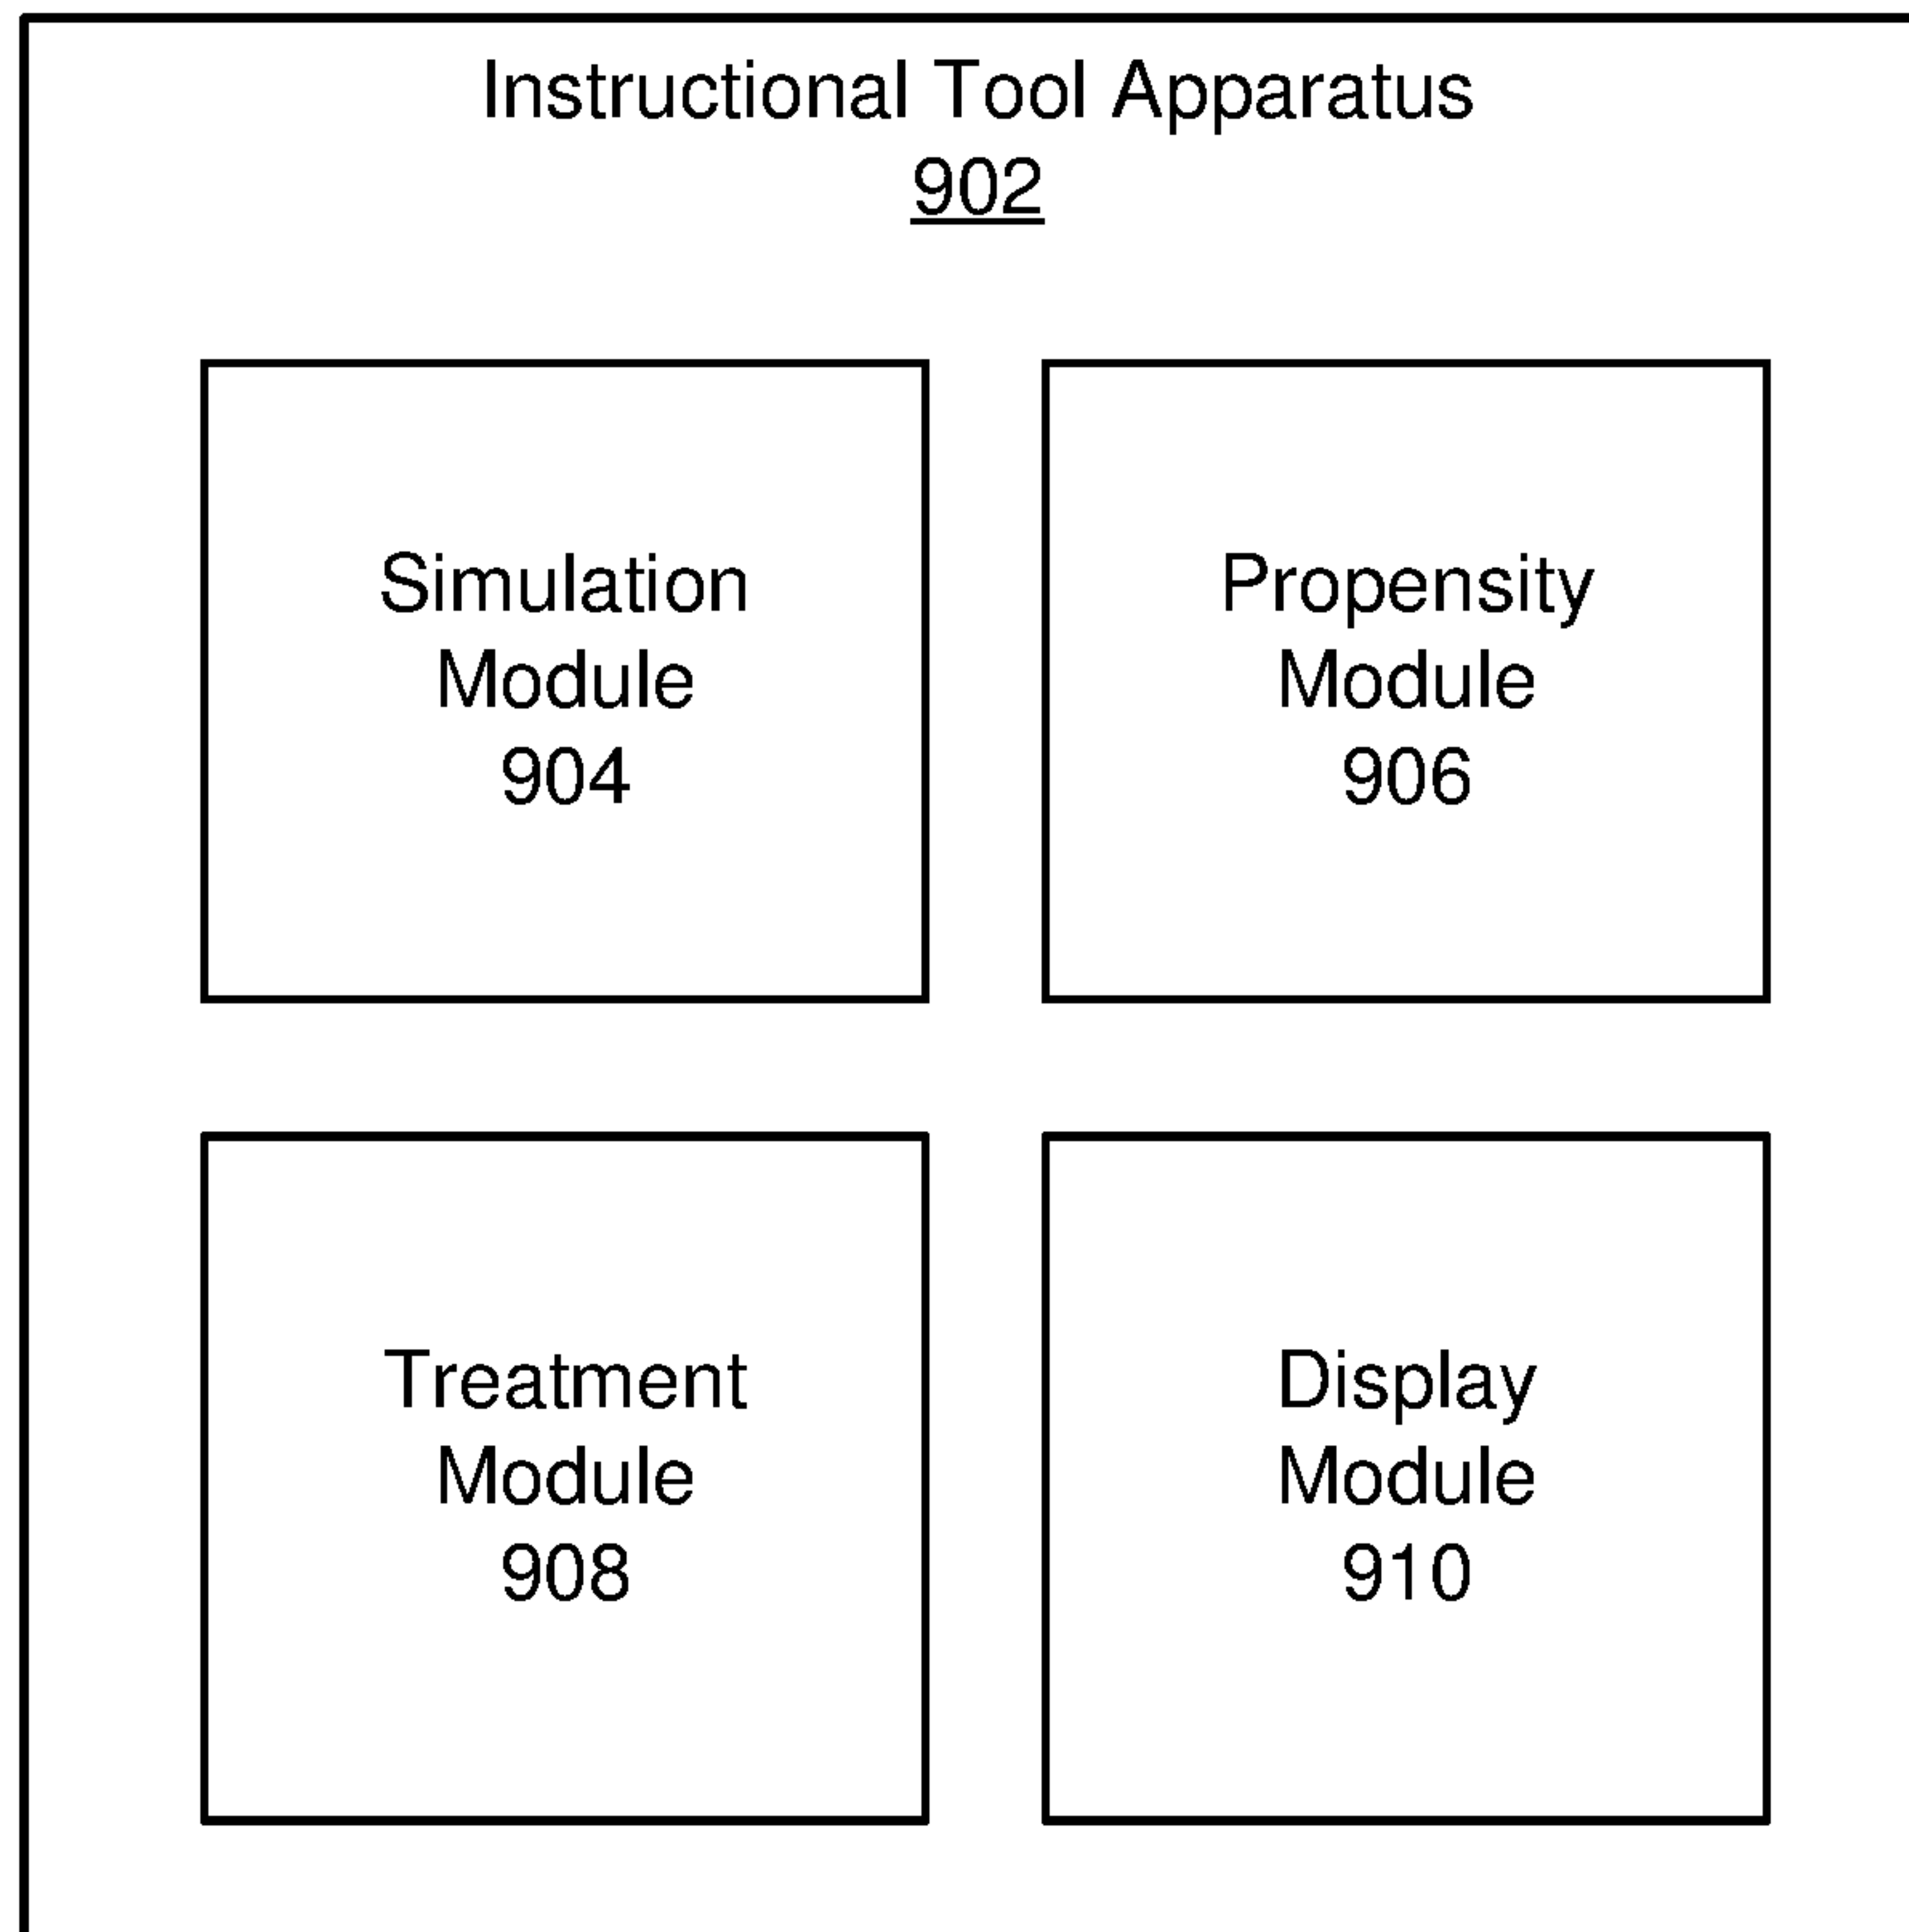 Instructional Tool Apparatus
902
Simulation
Module
904
Propensity
Module
906
Treatment
Module
908
Display
Module
910